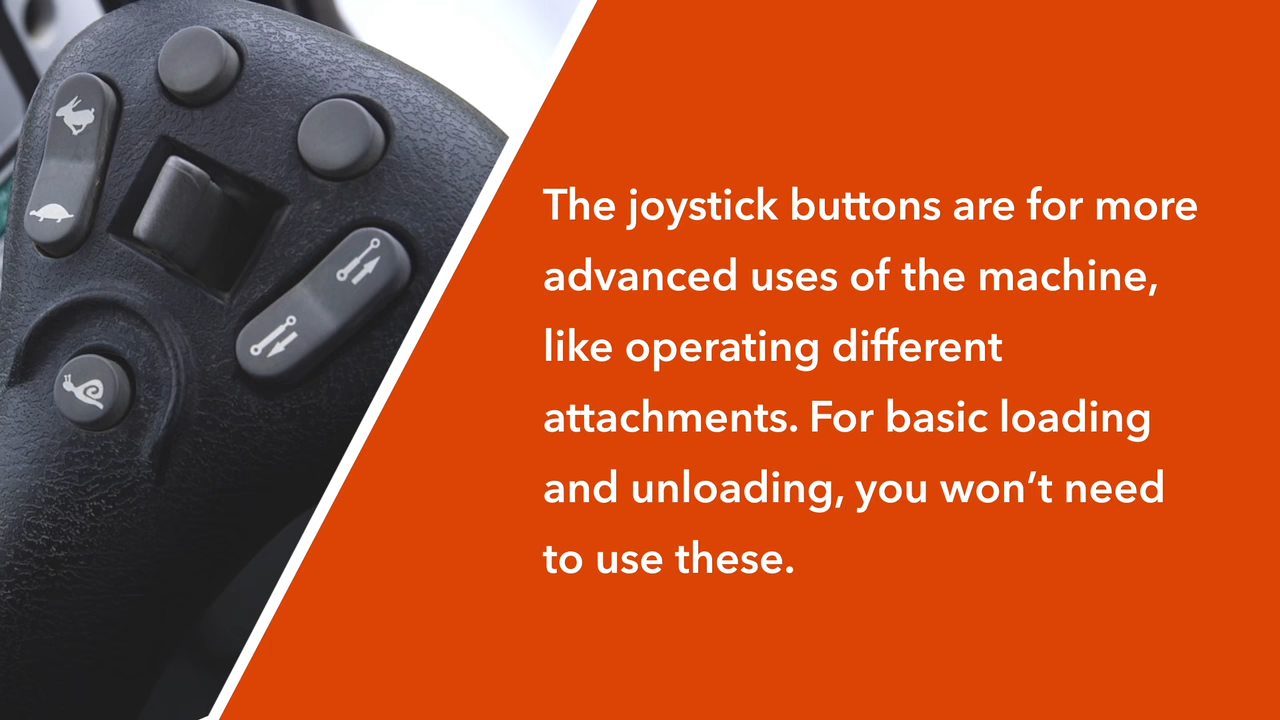 The joystick buttons are for more
advanced uses of the machine,
like operating different
attachments. For basic loading
and unloading, you won’t need
to use these.